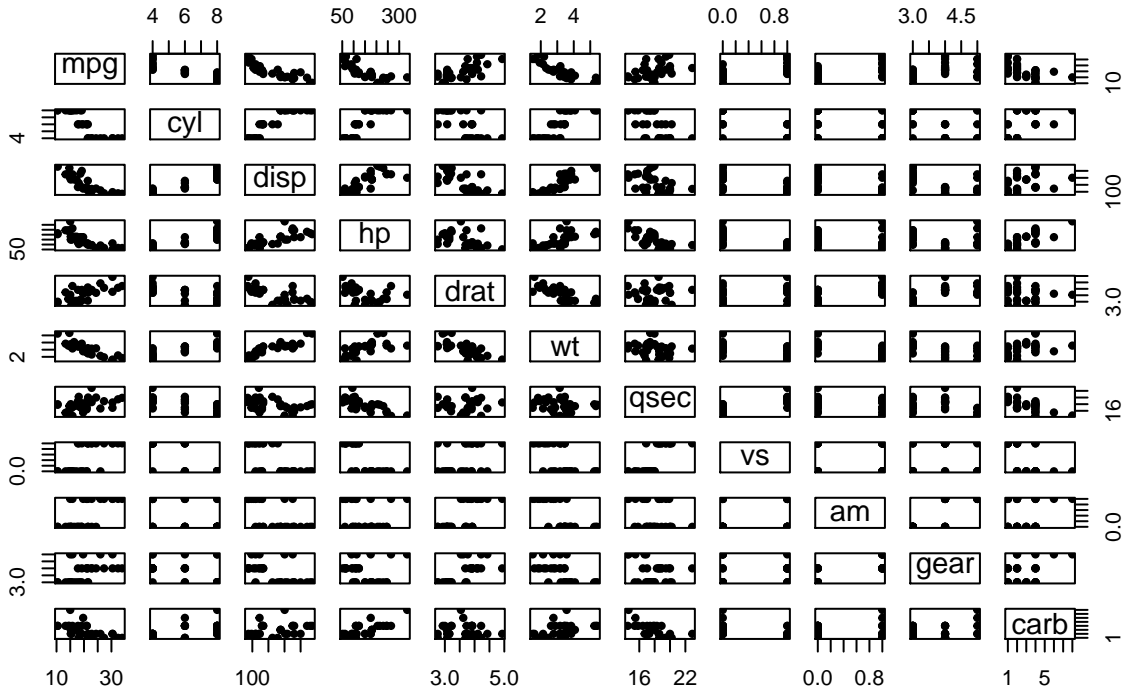 4 6 8 50 300 2 4 0.0 0.8 3.0 4.5
mpg 10
4 cyl
disp 100
50 hp
drat 3.0
2 wt
qsec 16
0.0 vs
am 0.0
3.0 gear
carb 1
10 20 30 100 3.0 5.0 16 22 0.0 0.8 1 5